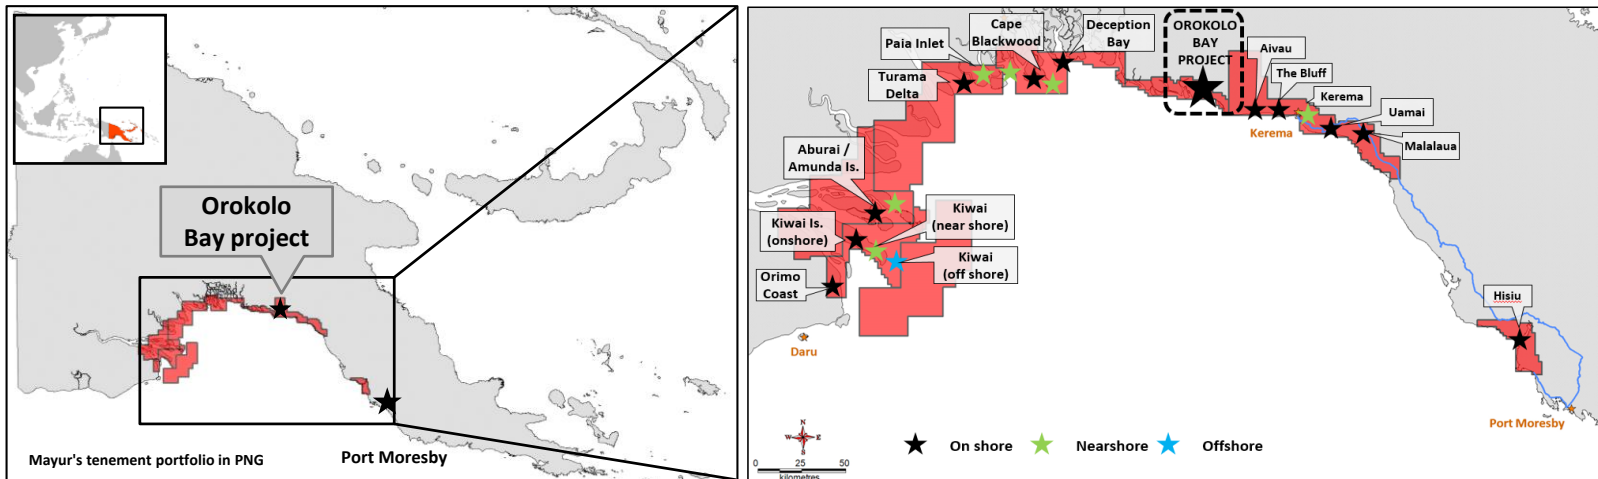 Orokolo
Bay project
Mayur's tenement portfolio in PNG
Port Moresby
Paia Inlet
Cape
Blackwood
Deception
Bay
OROKOLO
BAY
PROJECT
Aivau
The Bluff
Kerema
Uamai
Malalaua
Turama
Delta
Kerema
Aburai /
Amunda Is.
Kiwai Is.
(onshore)
Kiwai
(near shore)
Kiwai
(off shore)
Orimo
Coast
Daru
Hisiu
Port Moresby
N
W
E
S
0
25
50
kilometres
On shore
Nearshore
Offshore